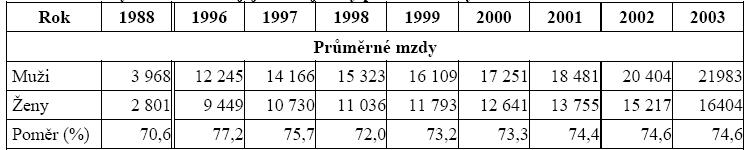 Rok 1988 1996 1997 1998 1999 2000 2001 2002 2003
Průměrné mzdy
Muži 3 968 12 245 14 166 15 323 16 109 17 251 18 481 20 404 21983
Ženy 2 801 9 449 10 730 11 036 11 793 12 641 13 755 15 217 16404
Poměr (%) 70,6 77,2 75,7 72,0 73,2 73,3 74,4 74,6 74,6